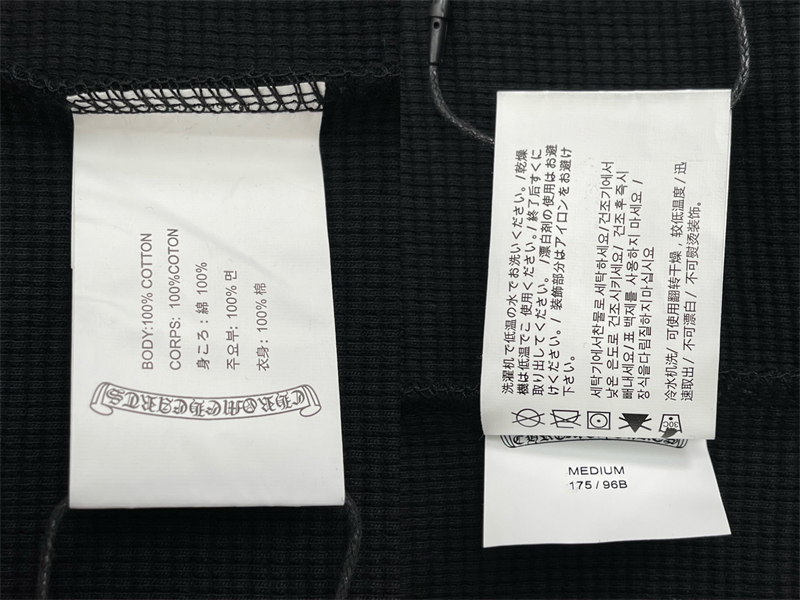 BODY:100% COTTON
CORPS: 100%COTON
身ころ: 綿 100%
주요부: 100% 면
衣身: 100% 棉
CHROME HEARTS
洗濯机で低温の水でお洗いください。/乾燥
機は低温でご 使用ください。/終了后すぐに
取り出してください。 /漂白剤の使用はお避
けください。/ 装飾部分はアイロンをお避け
下さい。
세탁기에서찬물로세탁하세요/건조기에서
낮은 온도로 건조시키세요/ 건조후 즉시
빼내세요/표 백제를 사용하지 마세요 /
장식을다림질하지마십시요
冷水机洗/ 可使用翻转干燥，较低温度 / 迅
速取出/ 不可漂白/ 不可熨烫装饰。
30C
MEDIUM
175 / 96B